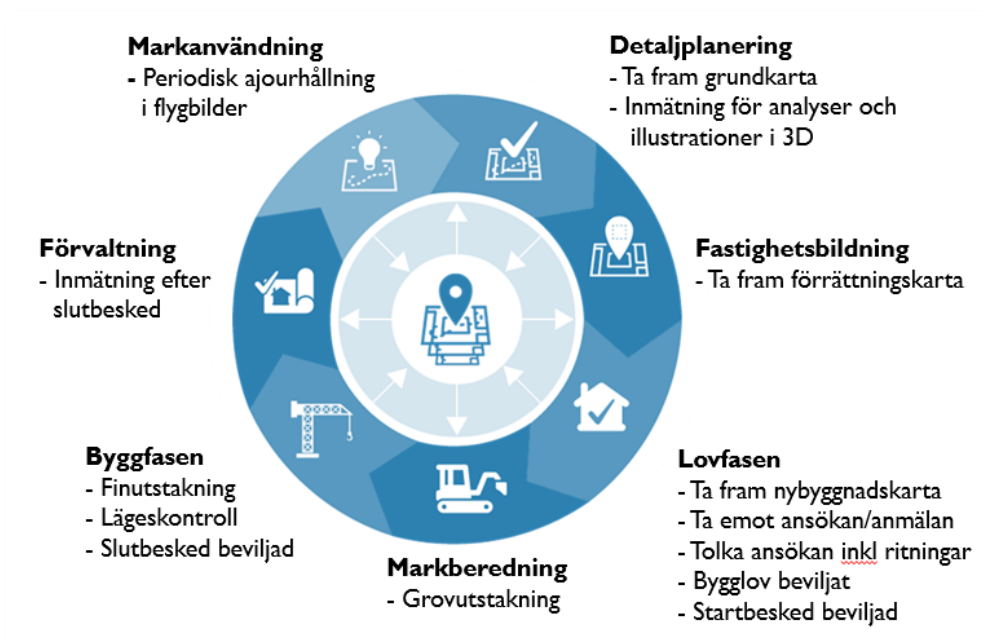 Markanvändning
- Periodisk ajourhållning
i flygbilder
Detaljplanering
- Ta fram grundkarta
- Inmätning för analyser och
illustrationer i 3D
Fastighetsbildning
- Ta fram förrättningskarta
Lovfasen
- Ta fram nybyggnadskarta
- Ta emot ansökan/anmälan
- Tolka ansökan inkl ritningar
- Bygglov beviljat
- Startbesked beviljad
Markberedning
- Grovutstakning
Byggfasen
- Finutstakning
- Lägeskontroll
- Slutbesked beviljad
Förvaltning
- Inmätning efter
slutbesked